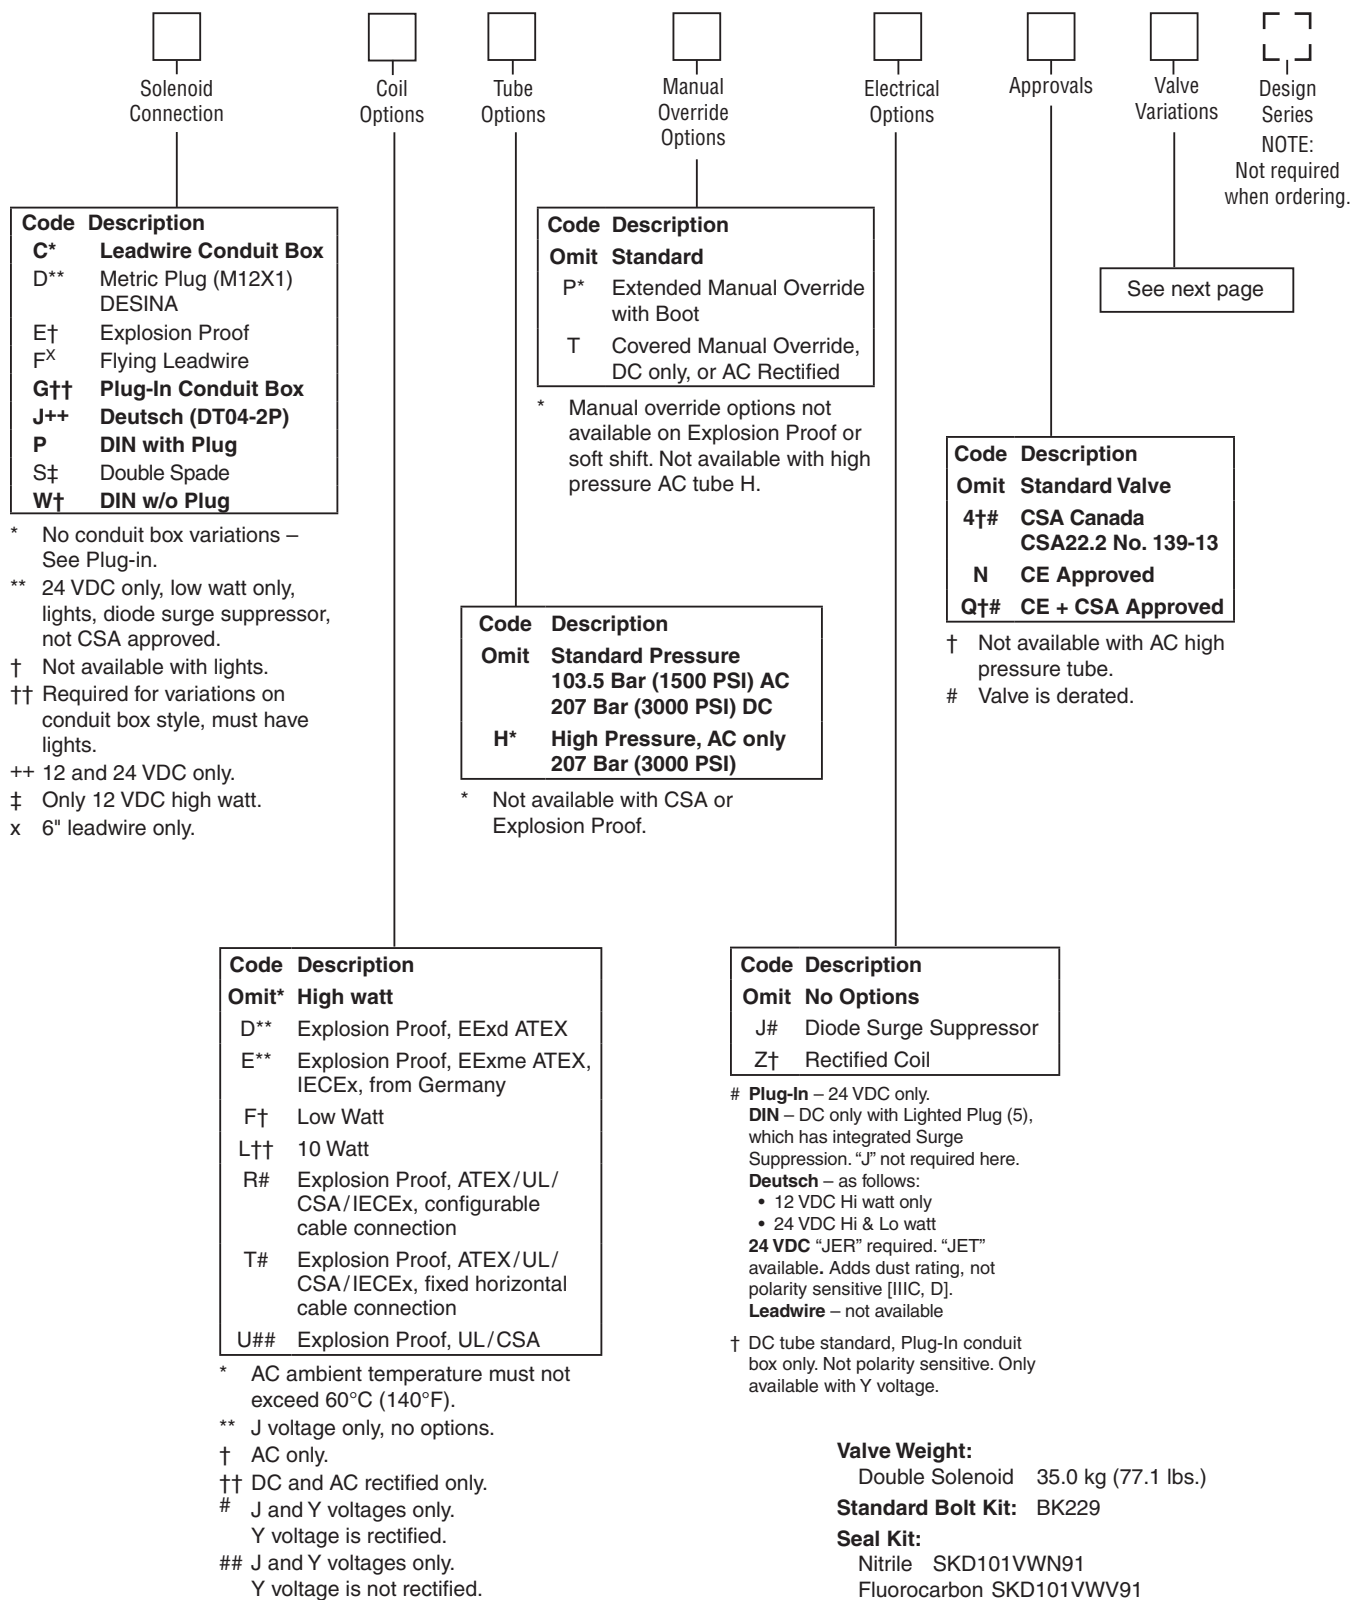 Solenoid
Connection
Coil
Options
Tube
Options
Manual
Override
Options
Electrical
Options
Approvals
Valve
Variations
Design
Series
NOTE:
Not required
when ordering.
Code Description
C* Leadwire Conduit Box
D** Metric Plug (M12X1)
DESINA
E† Explosion Proof
Fˣ Flying Leadwire
G†† Plug-In Conduit Box
J++ Deutsch (DT04-2P)
P DIN with Plug
S‡ Double Spade
W† DIN w/o Plug
* No conduit box variations –
See Plug-in.
** 24 VDC only, low watt only,
lights, diode surge suppressor,
not CSA approved.
† Not available with lights.
†† Required for variations on
conduit box style, must have
lights.
++ 12 and 24 VDC only.
‡ Only 12 VDC high watt.
x 6" leadwire only.
Code Description
Omit Standard
P* Extended Manual Override
with Boot
T Covered Manual Override,
DC only, or AC Rectified
* Manual override options not
available on Explosion Proof or
soft shift. Not available with high
pressure AC tube H.
See next page
Code Description
Omit Standard Valve
4†# CSA Canada
CSA22.2 No. 139-13
N CE Approved
Q†# CE + CSA Approved
† Not available with AC high
pressure tube.
# Valve is derated.
Code Description
Omit Standard Pressure
103.5 Bar (1500 PSI) AC
207 Bar (3000 PSI) DC
H* High Pressure, AC only
207 Bar (3000 PSI)
* Not available with CSA or
Explosion Proof.
Code Description
Omit* High watt
D** Explosion Proof, EExd ATEX
E** Explosion Proof, EExme ATEX,
IECEx, from Germany
F† Low Watt
L†† 10 Watt
R# Explosion Proof, ATEX/UL/
CSA/IECEx, configurable
cable connection
T# Explosion Proof, ATEX/UL/
CSA/IECEx, fixed horizontal
cable connection
U## Explosion Proof, UL/CSA
* AC ambient temperature must not
exceed 60°C (140°F).
** J voltage only, no options.
† AC only.
†† DC and AC rectified only.
# J and Y voltages only.
Y voltage is rectified.
## J and Y voltages only.
Y voltage is not rectified.
Code Description
Omit No Options
J# Diode Surge Suppressor
Z† Rectified Coil
# Plug-In – 24 VDC only.
DIN – DC only with Lighted Plug (5),
which has integrated Surge
Suppression. “J” not required here.
Deutsch – as follows:
• 12 VDC Hi watt only
• 24 VDC Hi & Lo watt
24 VDC “JER” required. “JET”
available. Adds dust rating, not
polarity sensitive [IIIC, D].
Leadwire – not available
† DC tube standard, Plug-In conduit
box only. Not polarity sensitive. Only
available with Y voltage.
Valve Weight:
Double Solenoid 35.0 kg (77.1 lbs.)
Standard Bolt Kit: BK229
Seal Kit:
Nitrile SKD101VWN91
Fluorocarbon SKD101VWV91